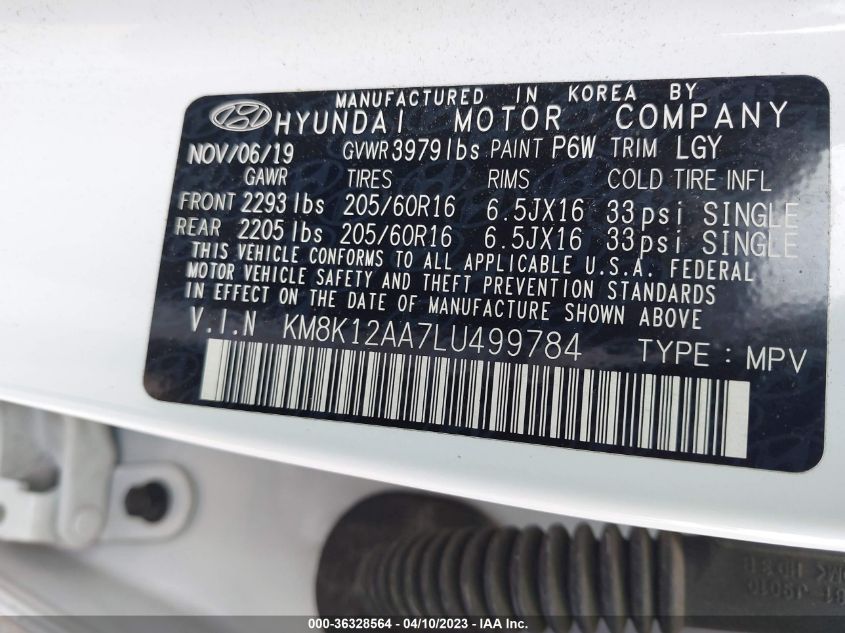 MANUFACTURED IN KOREA BY
HYUNDAI MOTOR COMPANY
NOV/06/19 GVWR 3979 lbs PAINT P6W TRIM LGY
GAWR TIRES RIMS COLD TIRE INFL
FRONT 2293 lbs 205/60R16 6.5JX16 33psi SINGLE
REAR 2205 lbs 205/60R16 6.5JX16 33psi SINGLE
THIS VEHICLE CONFORMS TO ALL APPLICABLE U.S.A. FEDERAL
MOTOR VEHICLE SAFETY AND THEFT PREVENTION STANDARDS
IN EFFECT ON THE DATE OF MANUFACTURE SHOWN ABOVE.
V.I.N KM8K12AA7LU499784 TYPE : MPV
000-36328564 - 04/10/2023 - IAA Inc.